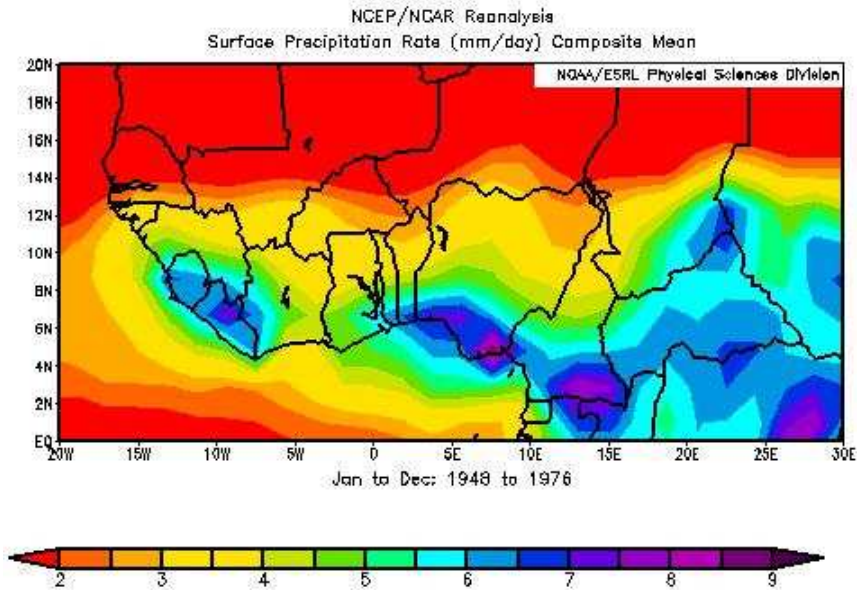 NCEP/NCAR Reanalysis
Surface Precipitation Rate (mm/day) Composite Mean
NOAA/ESRL Physical Sciences Division
20N
18N
16N
14N
12N
10N
8N
6N
4N
2N
EQ
20W 15W 10W 5W 0 5E 10E 15E 20E 25E 30E
Jan to Dec: 1948 to 1976
2 3 4 5 6 7 8 9